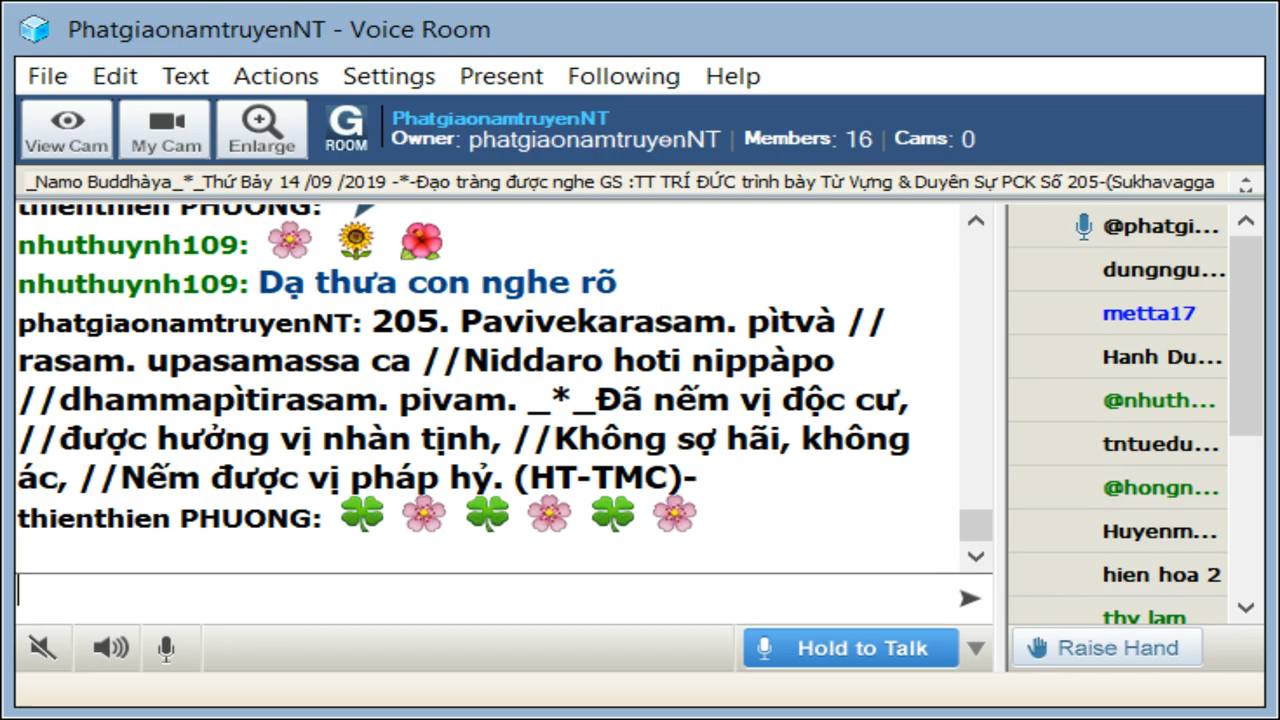 PhatgiaonamtruyenNT - Voice Room
File Edit Text Actions Settings Present Following Help
View Cam My Cam Enlarge G ROOM
PhatgiaonamtruyenNT
Owner: phatgiaonamtruyenNT | Members: 16 | Cams: 0
_Namo Buddhàya_*_Thứ Bảy 14 /09 /2019 -*-Đạo tràng được nghe GS :TT TRÍ ĐỨC trình bày Từ Vựng & Duyên Sự PCK Số 205-(Sukhavagga
thienthien PHUONG:
nhuthuynh109:
nhuthuynh109: Dạ thưa con nghe rõ
phatgiaonamtruyenNT: 205. Pavivekarasam. pìtvà //
rasam. upasamassa ca //Niddaro hoti nippàpo
//dhammapìtirasam. pivam. _*_Đã nếm vị độc cư,
//được hưởng vị nhàn tịnh, //Không sợ hãi, không
ác, //Nếm được vị pháp hỷ. (HT-TMC)-
thienthien PHUONG:
@phatgi...
dungngu...
metta17
Hanh Du...
@nhuth...
tntuedu...
@hongn...
Huyenm...
hien hoa 2
thy lam
Hold to Talk
Raise Hand